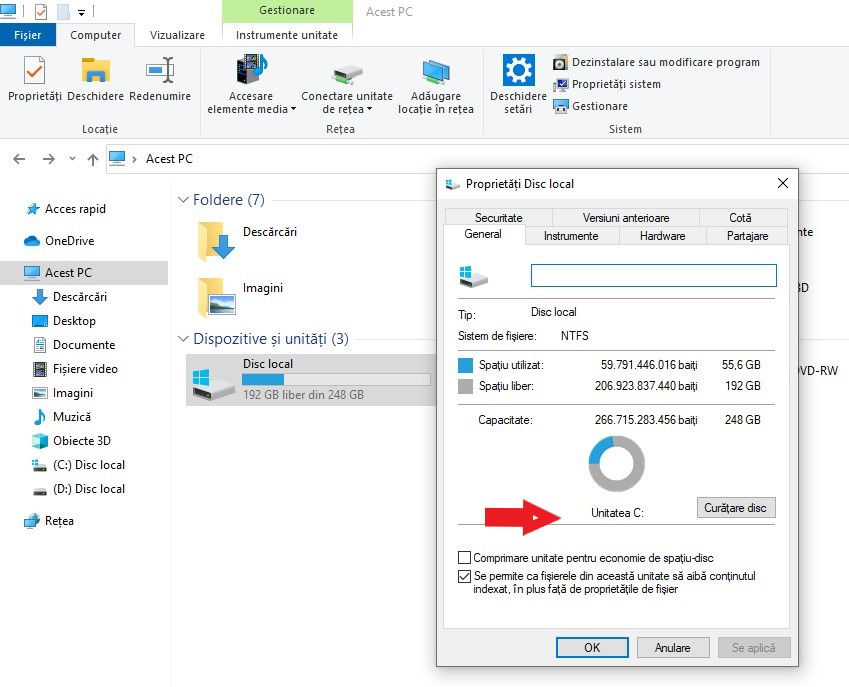 Gestionare
Acest PC
Fișier
Computer
Vizualizare
Instrumente unitate
Proprietăți
Deschidere
Redenumire
Accesare
elemente media
Conectare unitate
de rețea
Adăugare
locație în rețea
Deschidere
setări
Dezinstalare sau modificare program
Proprietăți sistem
Gestionare
Locație
Rețea
Sistem
Acest PC
Acces rapid
OneDrive
Acest PC
Descărcări
Desktop
Documente
Fișiere video
Imagini
Muzică
Obiecte 3D
(C:) Disc local
(D:) Disc local
Rețea
Foldere (7)
Descărcări
Imagini
Dispozitive și unități (3)
Disc local
192 GB liber din 248 GB
Proprietăți Disc local
Securitate
Versiuni anterioare
Cotă
General
Instrumente
Hardware
Partajare
Tip:
Disc local
Sistem de fișiere:
NTFS
Spațiu utilizat:
59.791.446.016 baiți
55,6 GB
Spațiu liber:
206.923.837.440 baiți
192 GB
Capacitate:
266.715.283.456 baiți
248 GB
Unitatea C:
Curățare disc
Comprimare unitate pentru economie de spațiu-disc
Se permite ca fișierele din această unitate să aibă conținutul
indexat, în plus față de proprietățile de fișier
OK
Anulare
Se aplică
nte
3D
VD-RW